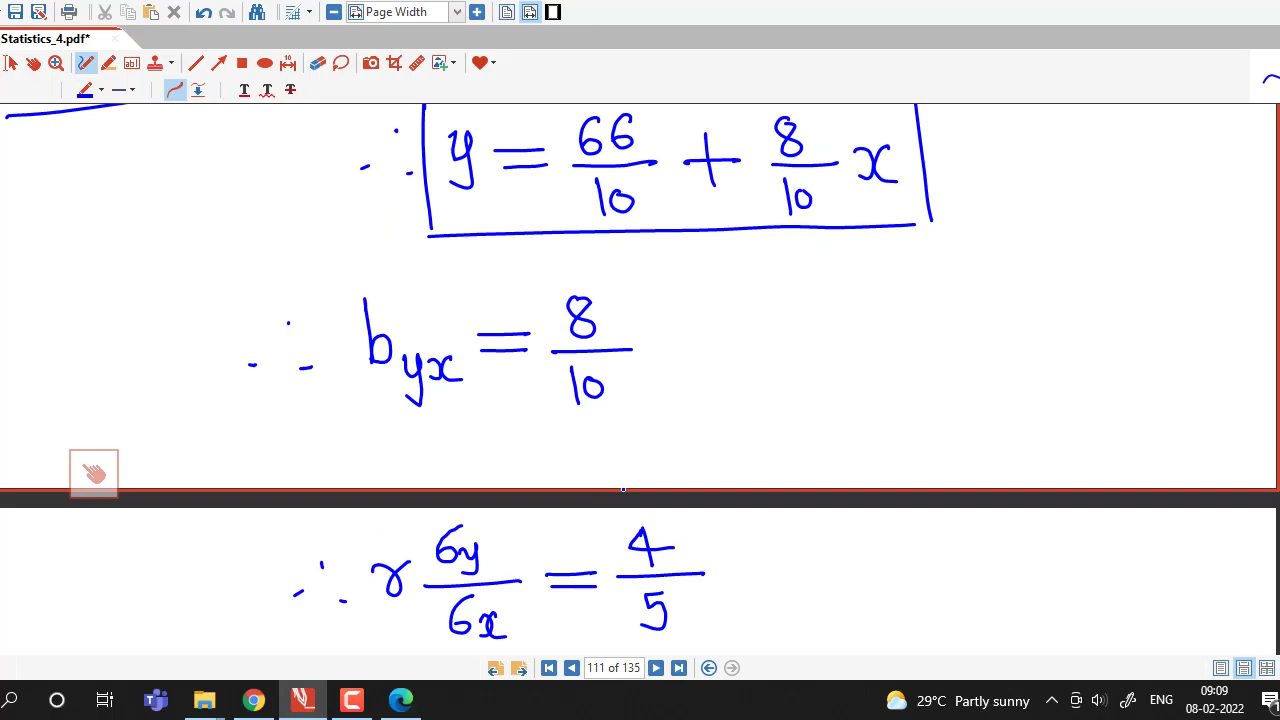 Page Width
Statistics_4.pdf*
10
∴ y = 66/10 + 8/10 x
∴ byx = 8/10
∴ r σy/σx = 4/5
111 of 135
29°C Partly sunny
ENG
09:09
08-02-2022